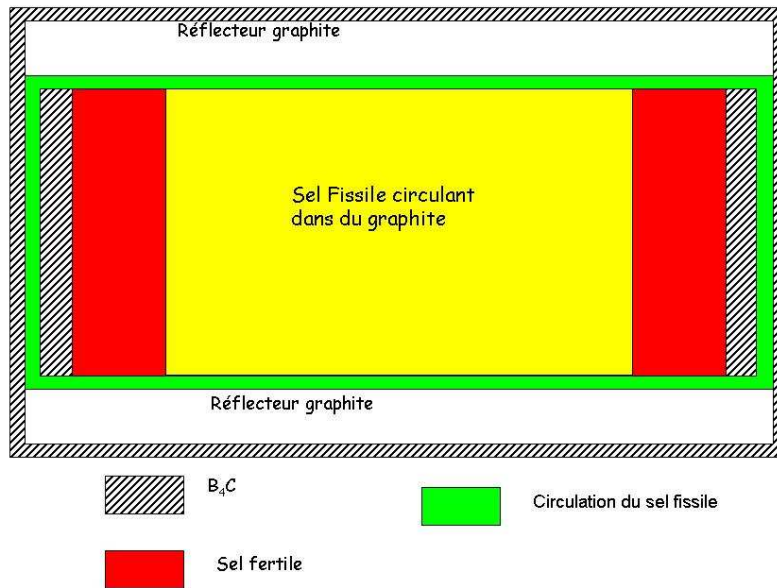 Réflecteur graphite
Sel Fissile circulant
dans du graphite
Réflecteur graphite
B₄C
Circulation du sel fissile
Sel fertile